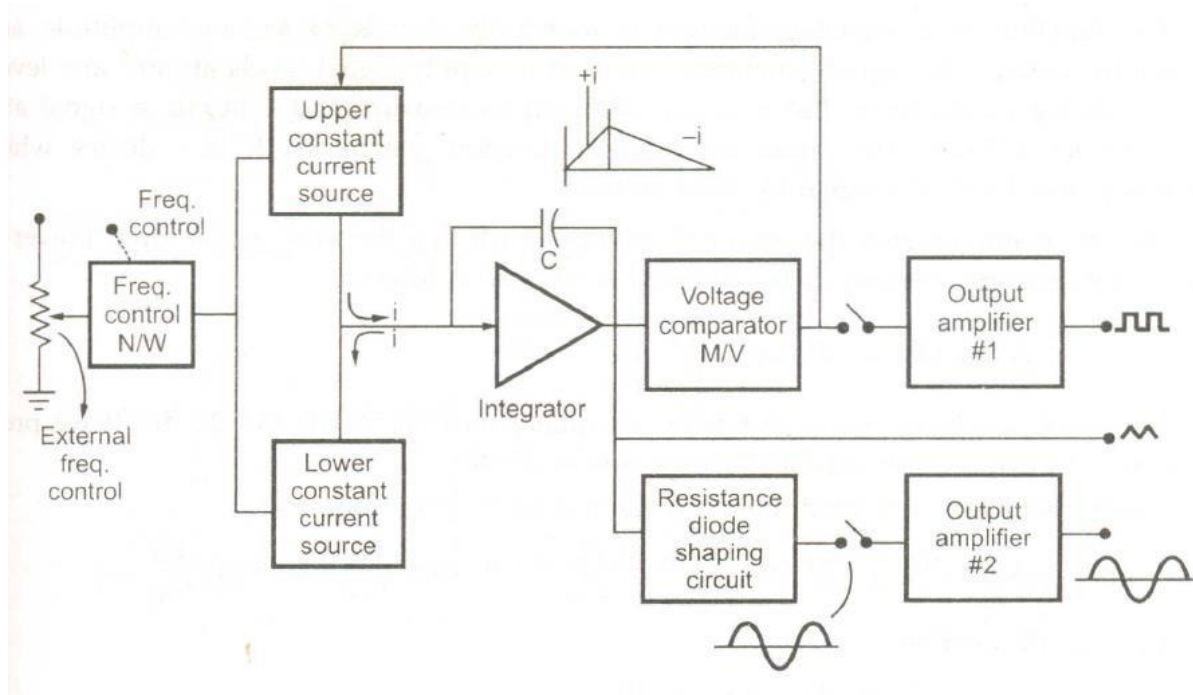 +i
-i
Upper
constant
current
source
Freq.
control
Freq.
control
N/W
External
freq.
control
i
i
C
Integrator
Lower
constant
current
source
Voltage
comparator
M/V
Output
amplifier
#1
Resistance
diode
shaping
circuit
Output
amplifier
#2